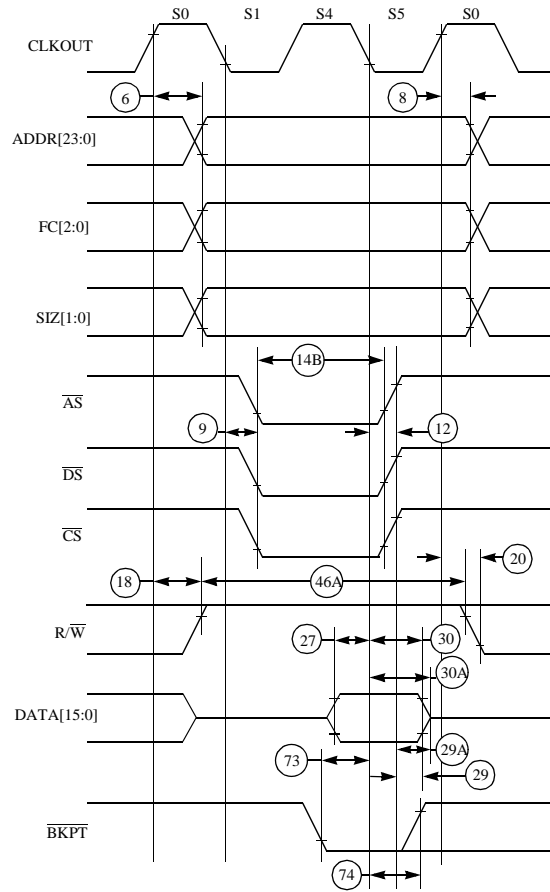 S0 S1 S4 S5 S0
CLKOUT
6 8
ADDR[23:0]
FC[2:0]
SIZ[1:0]
14B
AS
9 12
DS
CS
18 46A 20
R/W
27 30
30A
DATA[15:0]
29A
73 29
BKPT
74